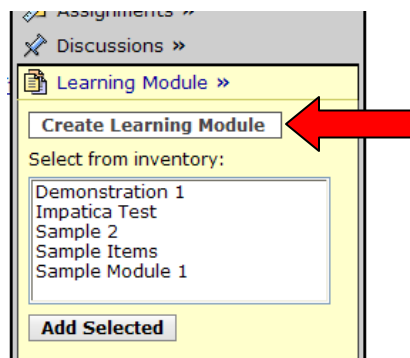 Assignments »
Discussions »
Learning Module »
Create Learning Module
Select from inventory:
Demonstration 1
Impatica Test
Sample 2
Sample Items
Sample Module 1
Add Selected